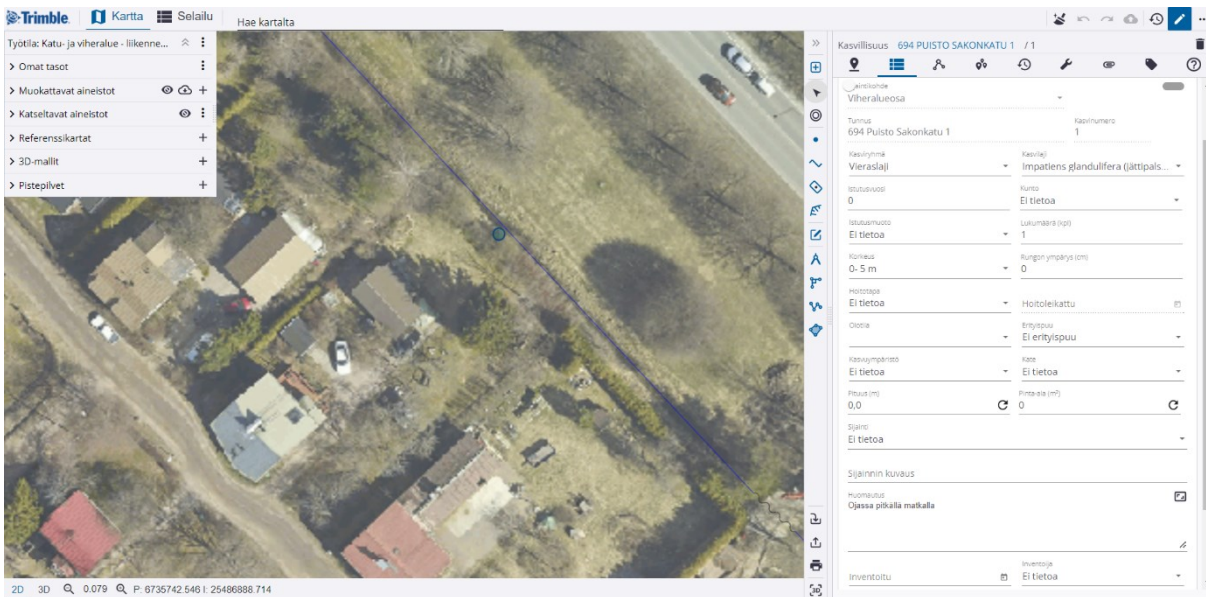 Trimble. Kartta Selailu Hae kartalta
Työtila: Katu- ja viheralue - liikenne...
Omat tasot
Muokattavat aineistot
Katseltavat aineistot
Referenssikartat
3D-mallit
Pistepilvet
2D 3D 0.079 P: 6735742.546 I: 25486888.714
Kasvillisuus 694 PUISTO SAKONKATU 1 / 1
Viheralueosa
Tunnus Kasvinumero
694 Puisto Sakonkatu 1 1
Kasviryhmä Kasvilaji
Vieraslaji Impatiens glandulifera (jättipals...
Istutusvuosi Kunto
0 Ei tietoa
Istutusmuoto Lukumäärä (kpl)
Ei tietoa 1
Korkeus Rungon ympärys (cm)
0- 5 m 0
Hoitotapa
Ei tietoa Hoitoleikattu
Olotila Erityispuu
Ei erityispuu
Kasvuympäristö Kate
Ei tietoa Ei tietoa
Pituus (m) Pinta-ala (m²)
0,0 0
Sijainti
Ei tietoa
Sijainnin kuvaus
Huomautus
Ojassa pitkällä matkalla
Inventoija
Inventoitu Ei tietoa